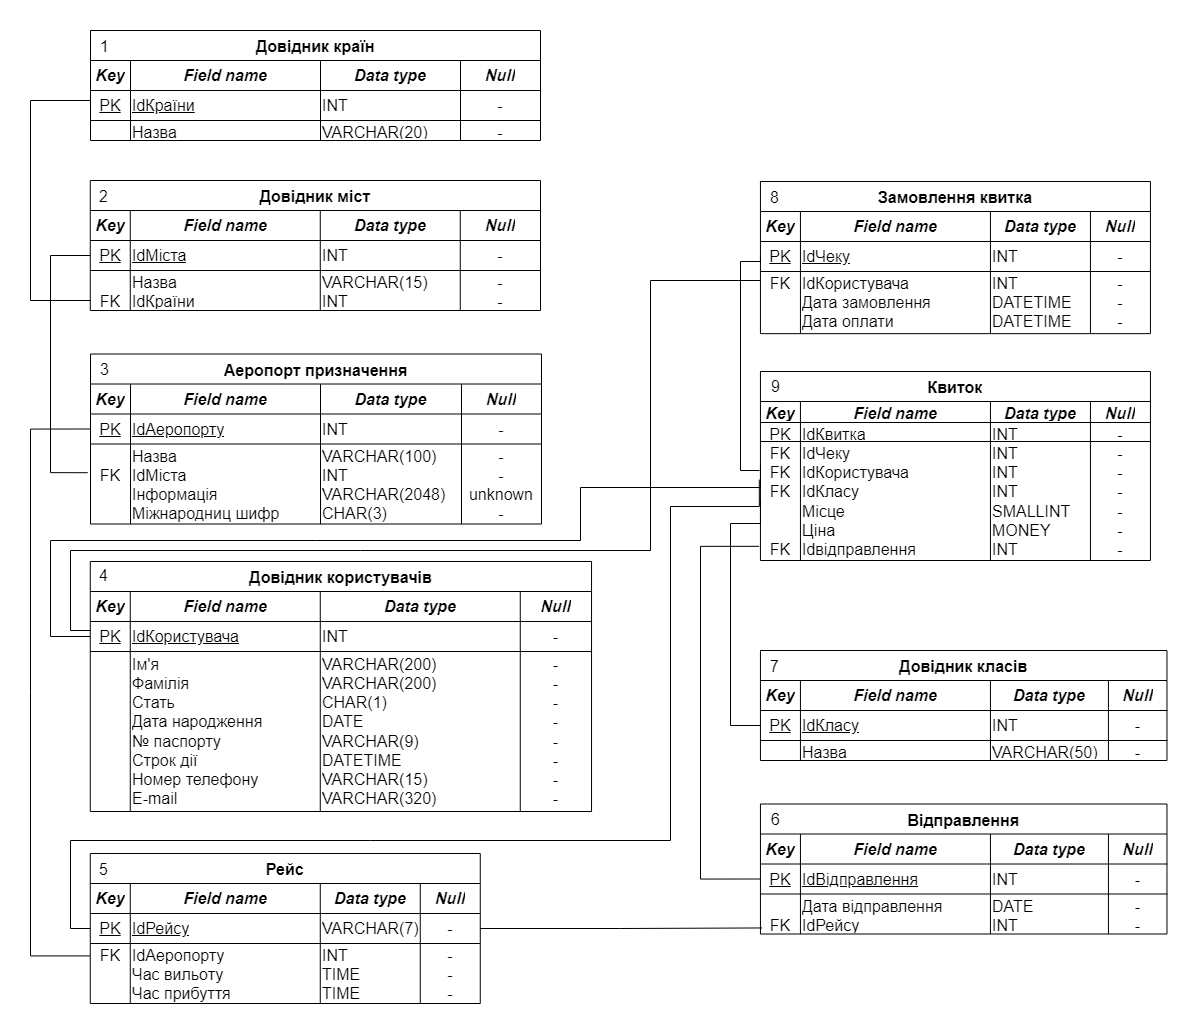 1 Довідник країн
Key Field name Data type Null
PK IdКраїни INT -
Назва VARCHAR(20) -
2 Довідник міст
Key Field name Data type Null
PK IdМіста INT -
Назва VARCHAR(15) -
FK IdКраїни INT -
3 Аеропорт призначення
Key Field name Data type Null
PK IdАеропорту INT -
Назва VARCHAR(100) -
FK IdМіста INT -
Інформація VARCHAR(2048) unknown
Міжнародниц шифр CHAR(3) -
4 Довідник користувачів
Key Field name Data type Null
PK IdКористувача INT -
Ім'я VARCHAR(200) -
Фамілія VARCHAR(200) -
Стать CHAR(1) -
Дата народження DATE -
№ паспорту VARCHAR(9) -
Строк дії DATETIME -
Номер телефону VARCHAR(15) -
E-mail VARCHAR(320) -
5 Рейс
Key Field name Data type Null
PK IdРейсу VARCHAR(7) -
FK IdАеропорту INT -
Час вильоту TIME -
Час прибуття TIME -
8 Замовлення квитка
Key Field name Data type Null
PK IdЧеку INT -
FK IdКористувача INT -
Дата замовлення DATETIME -
Дата оплати DATETIME -
9 Квиток
Key Field name Data type Null
PK IdКвитка INT -
FK IdЧеку INT -
FK IdКористувача INT -
FK IdКласу INT -
Місце SMALLINT -
Ціна MONEY -
FK Idвідправлення INT -
7 Довідник класів
Key Field name Data type Null
PK IdКласу INT -
Назва VARCHAR(50) -
6 Відправлення
Key Field name Data type Null
PK IdВідправлення INT -
Дата відправлення DATE -
FK IdРейсу INT -